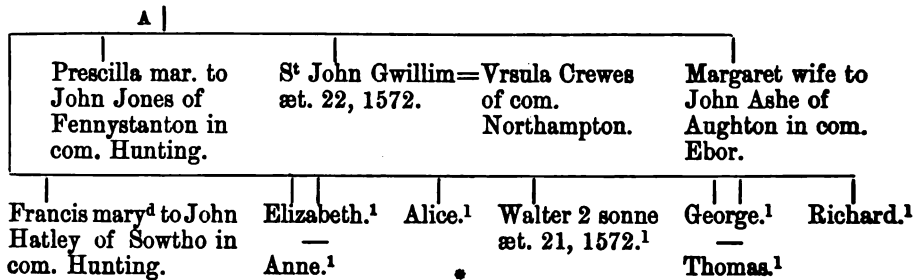 A
Prescilla mar. to
John Jones of
Fennystanton in
com. Hunting.
Sᵗ John Gwillim=Vrsula Crewes
æt. 22, 1572.
of com.
Northampton.
Margaret wife to
John Ashe of
Aughton in com.
Ebor.
Francis maryᵈ to John
Hatley of Sowtho in
com. Hunting.
Elizabeth.¹
Anne.¹
Alice.¹
Walter 2 sonne
æt. 21, 1572.¹
George.¹
Thomas.¹
Richard.¹